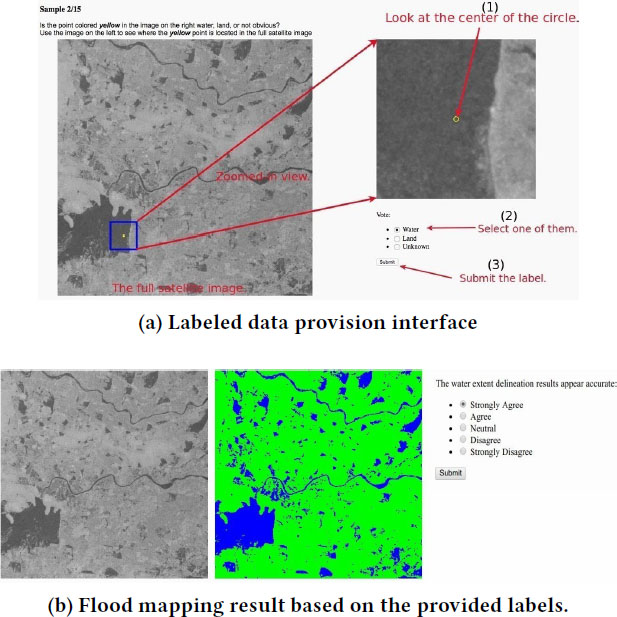 Sample 2/15
Is the point colored yellow in the image on the right water, land, or not obvious?
Use the image on the left to see where the yellow point is located in the full satellite image
(1)
Look at the center of the circle.
Zoomed in view.
The full satellite image.
Vote:
Water
Land
Unknown
Submit
(2)
Select one of them.
(3)
Submit the label.
(a) Labeled data provision interface
The water extent delineation results appear accurate:
Strongly Agree
Agree
Neutral
Disagree
Strongly Disagree
Submit
(b) Flood mapping result based on the provided labels.